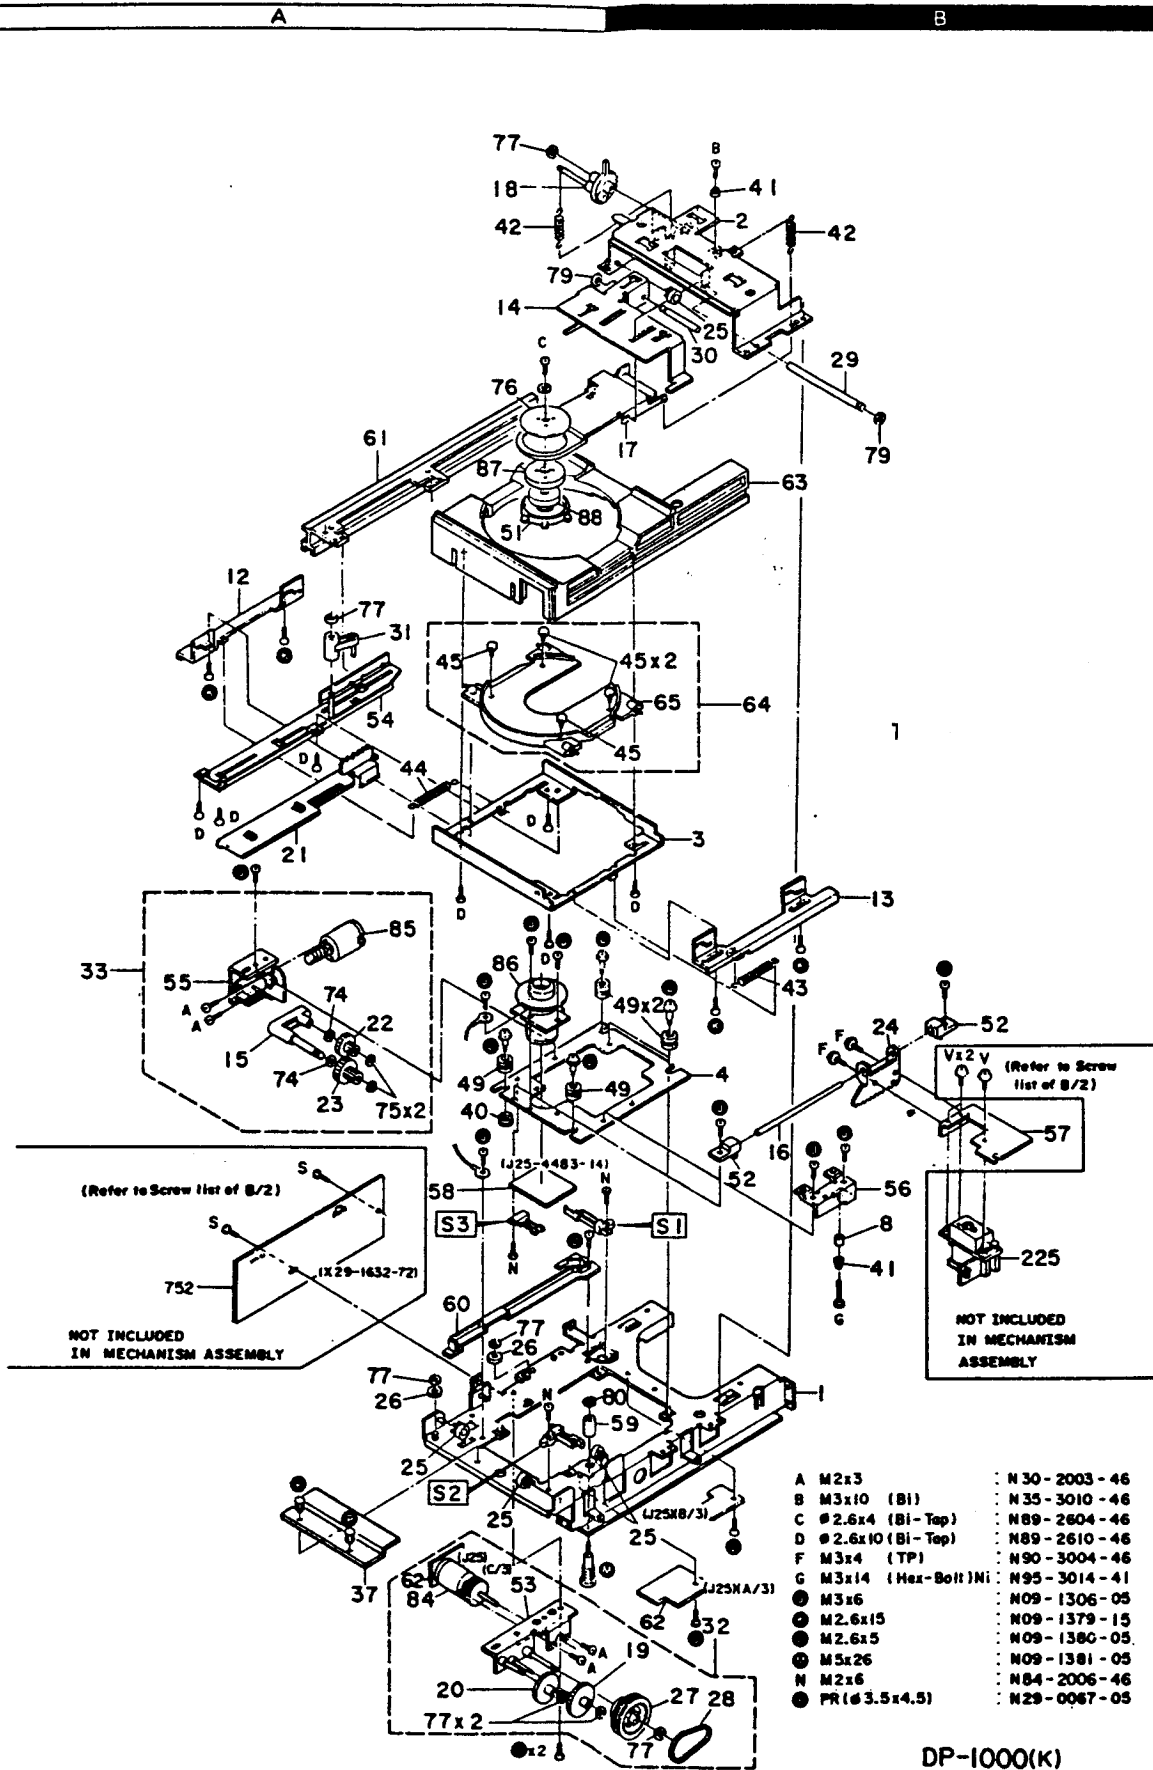 A
B
77
B
18
41
2
42
42
79
14
25
30
C
29
76
17
79
61
87
63
51
88
12
77
31
45
45x2
65
64
54
45
D
44
D
D
21
D
3
D
D
D
13
85
33
55
86
43
A
A
74
22
49x2
15
74
23
75x2
49
49
4
40
24
52
F
F
Vx2
V
(Refer to Screw
list of B/2)
57
16
52
56
8
41
G
225
NOT INCLUDED
IN MECHANISM
ASSEMBLY
S
(Refer to Screw list of B/2)
S
(X29-1632-72)
752
NOT INCLUDED
IN MECHANISM ASSEMBLY
(J25-4483-14)
58
N
S3
S1
N
60
77
26
77
26
N
80
59
1
25
S2
25
25
(J25)(B/3)
37
(J25)
(C/3)
62
84
53
62
(J25)(A/3)
32
A
A
19
20
27
28
77x2
77
x2
A M2x3 : N30-2003-46
B M3x10 (Bi) : N35-3010-46
C ø2.6x4 (Bi-Tap) : N89-2604-46
D ø2.6x10 (Bi-Tap) : N89-2610-46
F M3x4 (TP) : N90-3004-46
G M3x14 (Hex-Bolt)Ni : N95-3014-41
M3x6 : N09-1306-05
M2.6x15 : N09-1379-15
M2.6x5 : N09-1380-05
M5x26 : N09-1381-05
N M2x6 : N84-2006-46
PR(ø3.5x4.5) : N29-0067-05
DP-1000(K)